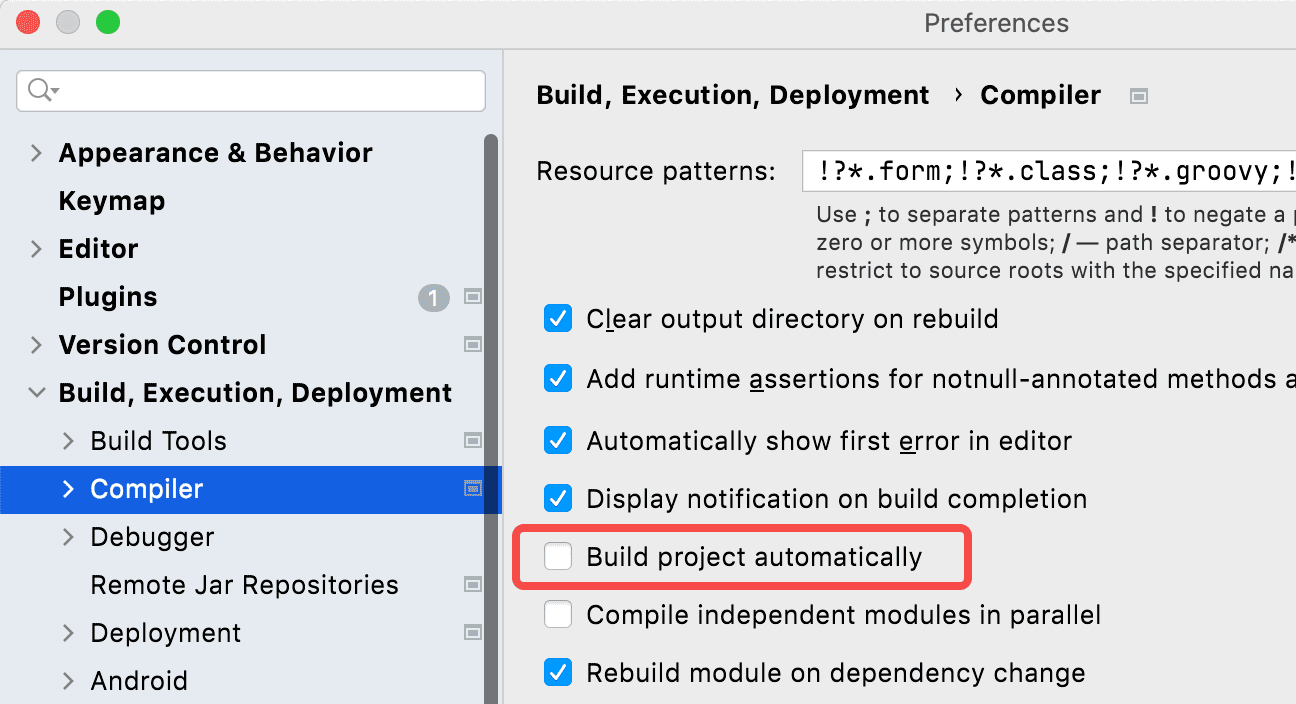 Preferences
Appearance & Behavior
Keymap
Editor
Plugins 1
Version Control
Build, Execution, Deployment
Build Tools
Compiler
Debugger
Remote Jar Repositories
Deployment
Android
Build, Execution, Deployment › Compiler
Resource patterns: !?*.form;!?*.class;!?*.groovy;!
Use ; to separate patterns and ! to negate a p
zero or more symbols; / — path separator; /*
restrict to source roots with the specified na
Clear output directory on rebuild
Add runtime assertions for notnull-annotated methods a
Automatically show first error in editor
Display notification on build completion
Build project automatically
Compile independent modules in parallel
Rebuild module on dependency change